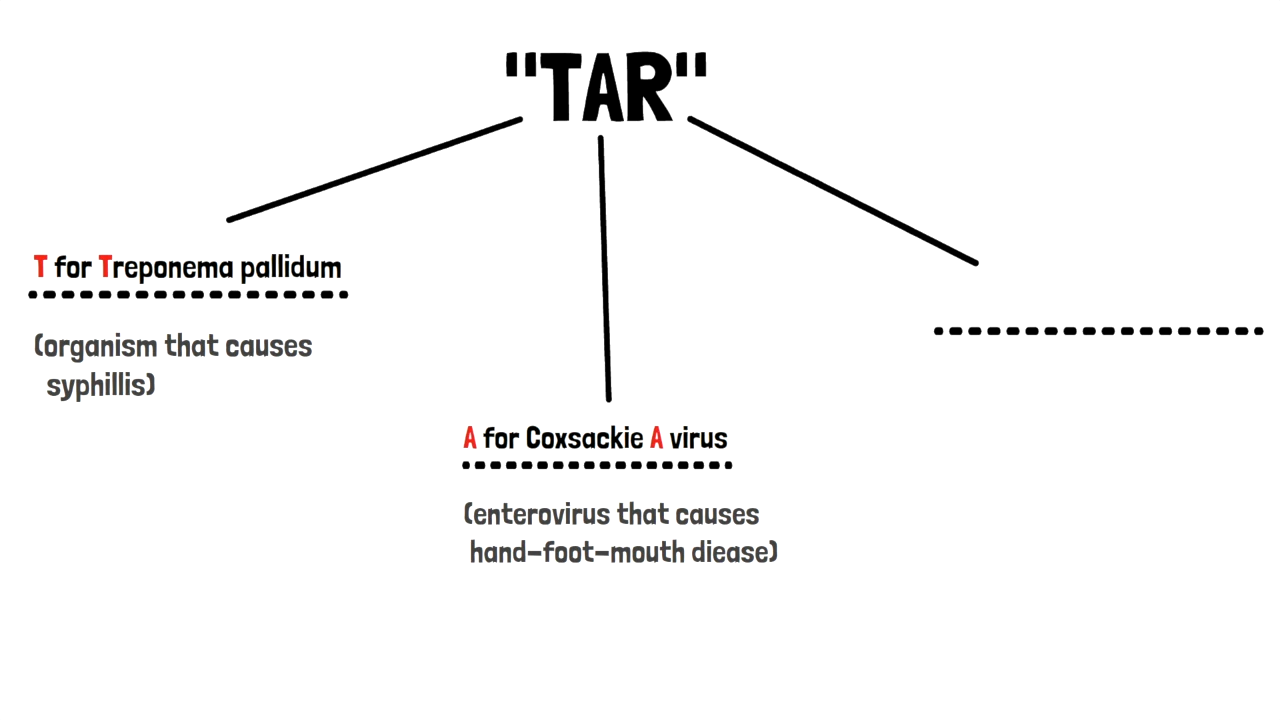 "TAR"
T for Treponema pallidum
(organism that causes
syphillis)
A for Coxsackie A virus
(enterovirus that causes
hand-foot-mouth diease)